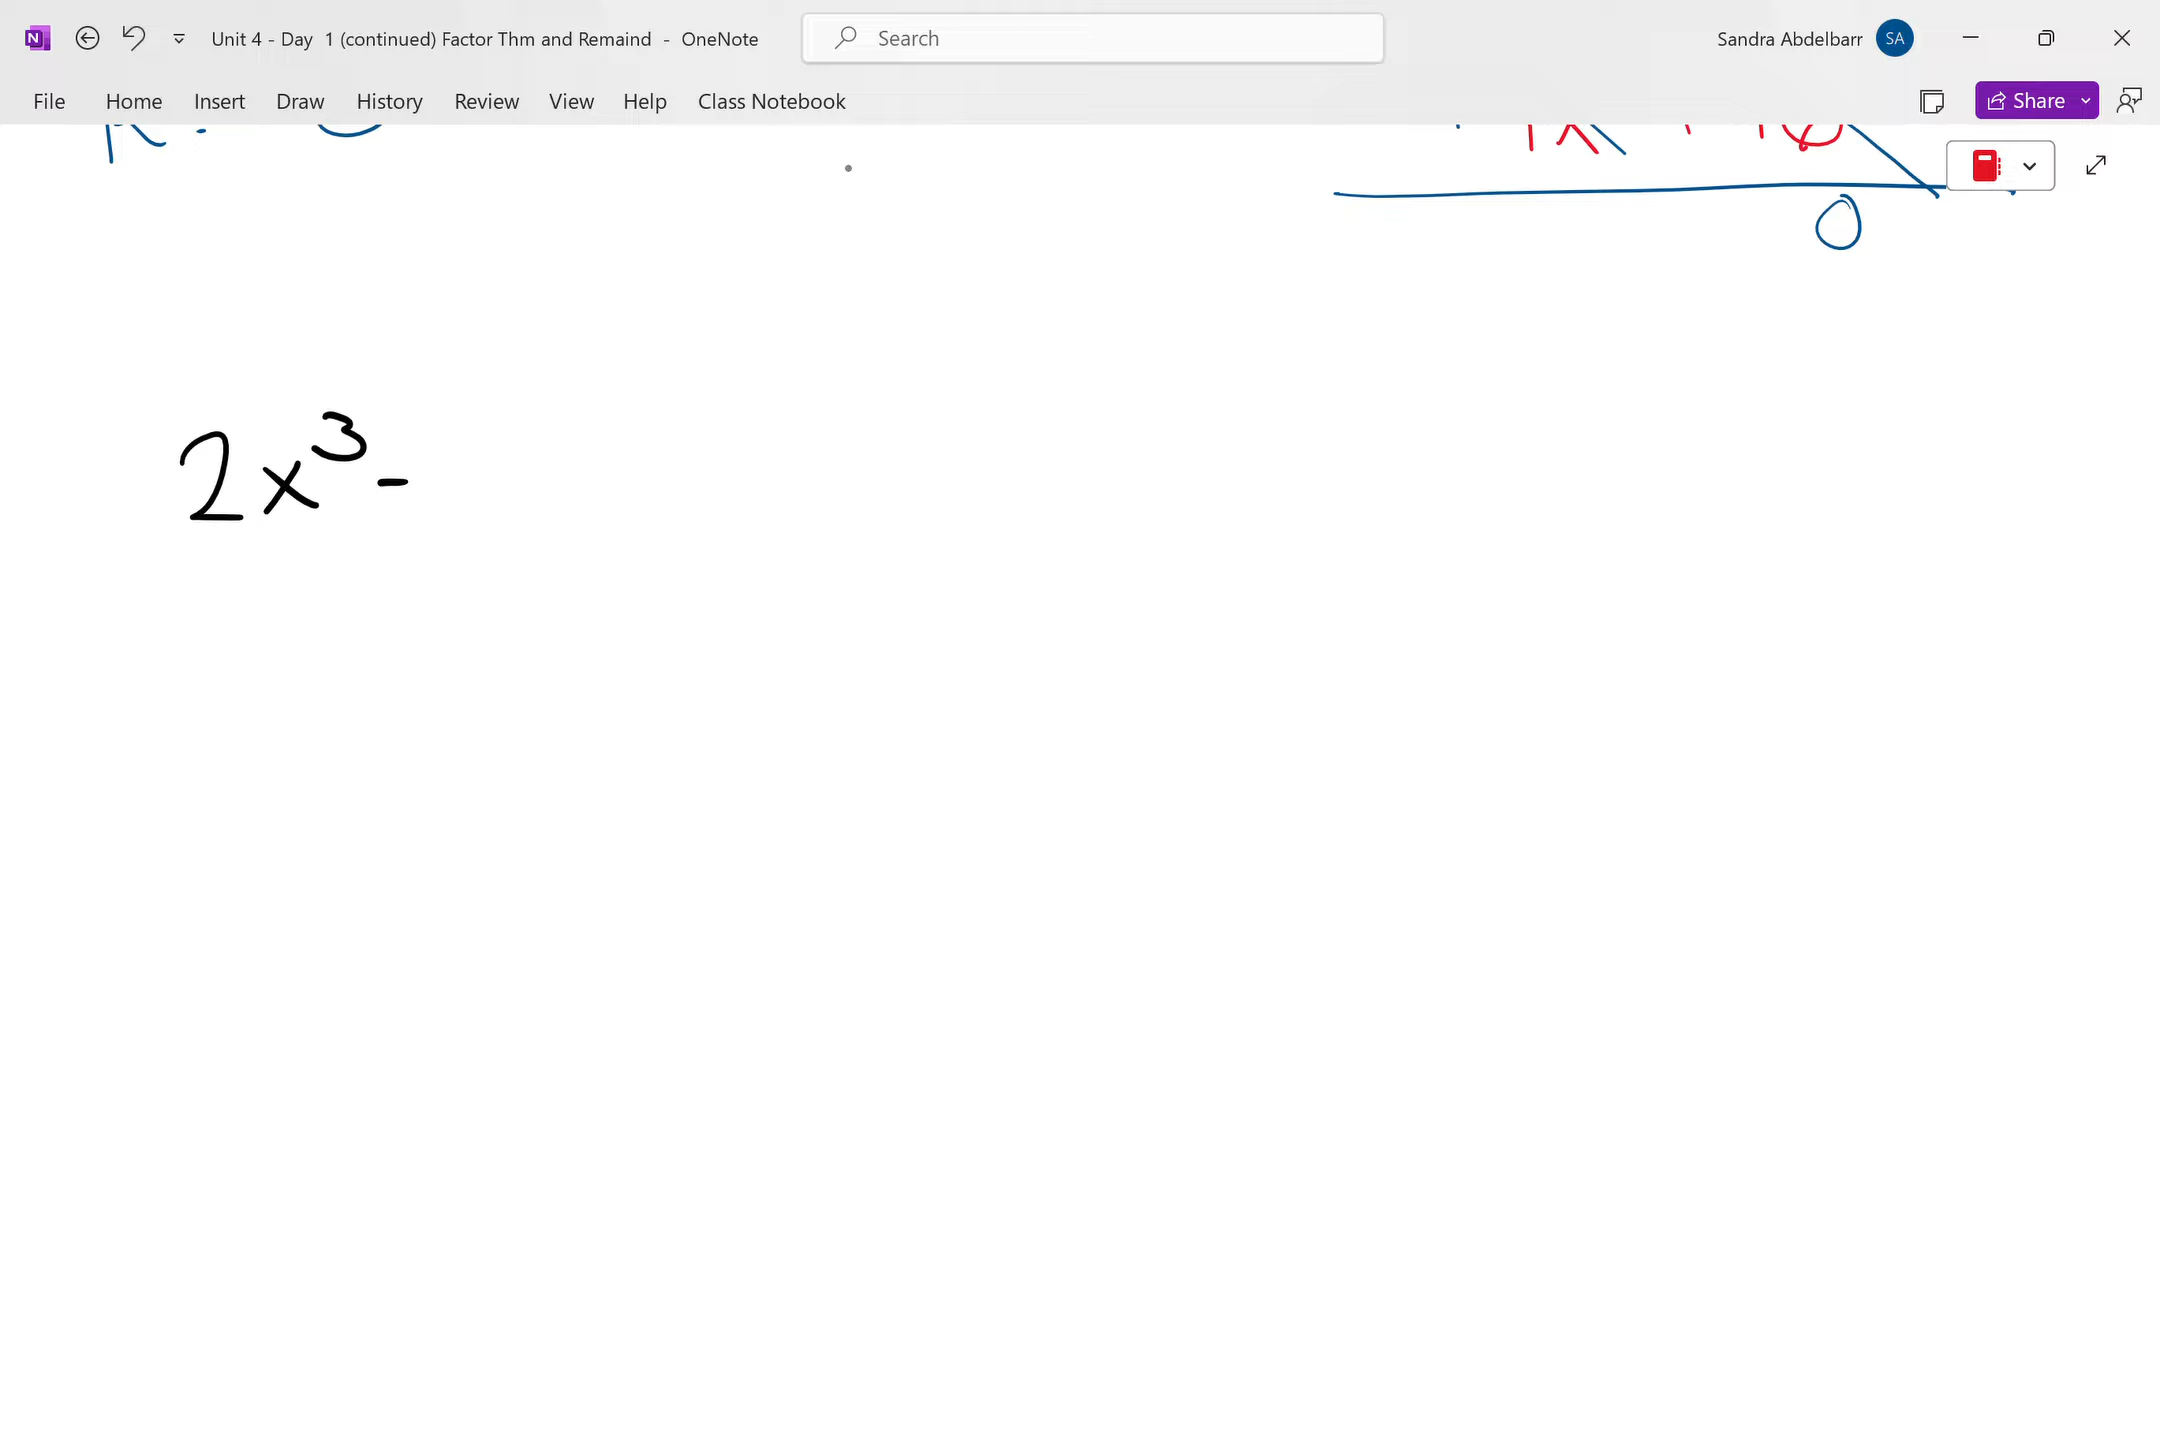 Unit 4 - Day 1 (continued) Factor Thm and Remaind - OneNote
Search
Sandra Abdelbarr SA
File Home Insert Draw History Review View Help Class Notebook
Share
0
2x³ -